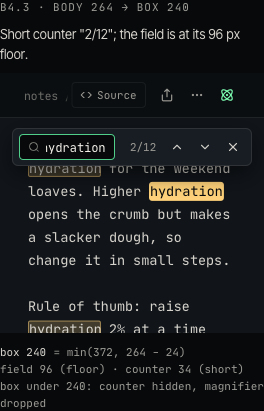 B4.3 · BODY 264 → BOX 240
Short counter "2/12"; the field is at its 96 px
floor.
notes
<> Source
ydration
2/12
hydration for the weekend
loaves. Higher hydration
opens the crumb but makes
a slacker dough, so
change it in small steps.
Rule of thumb: raise
hydration 2% at a time
box 240 = min(372, 264 − 24)
field 96 (floor) · counter 34 (short)
box under 240: counter hidden, magnifier
dropped